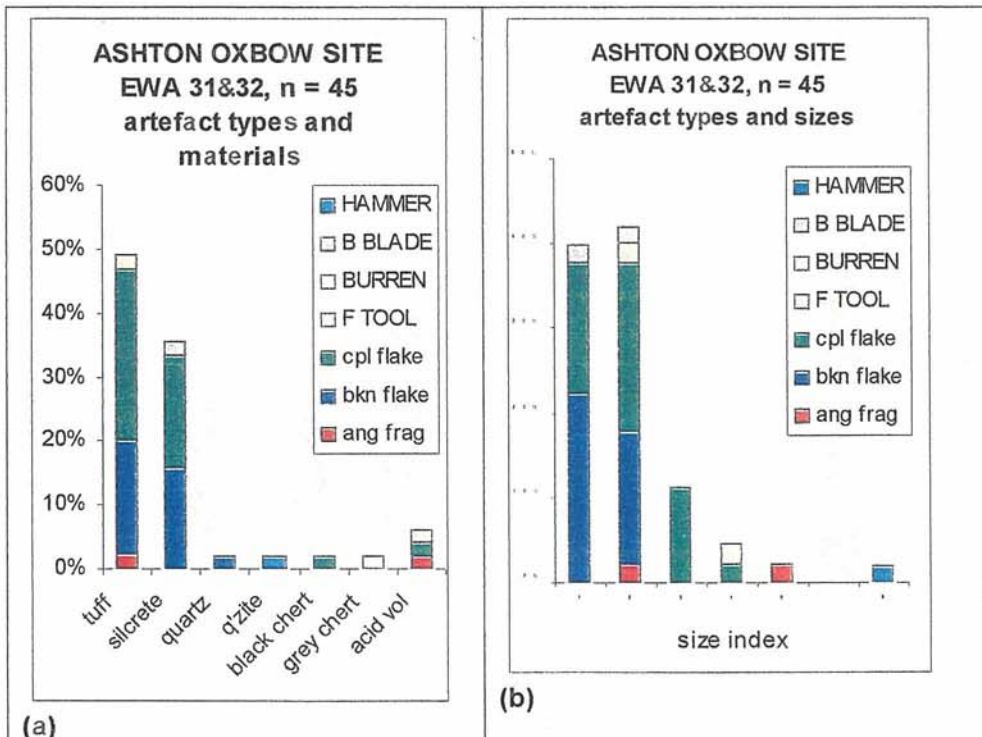 ASHTON OXBOW SITE
EWA 31&32, n = 45
artefact types and
materials
60%
50%
40%
30%
20%
10%
0%
HAMMER
B BLADE
BURREN
F TOOL
cpl flake
bkn flake
ang frag
tuff
silcrete
quartz
q'zite
black chert
grey chert
acid vol
(a)
ASHTON OXBOW SITE
EWA 31&32, n = 45
artefact types and sizes
HAMMER
B BLADE
BURREN
F TOOL
cpl flake
bkn flake
ang frag
size index
(b)